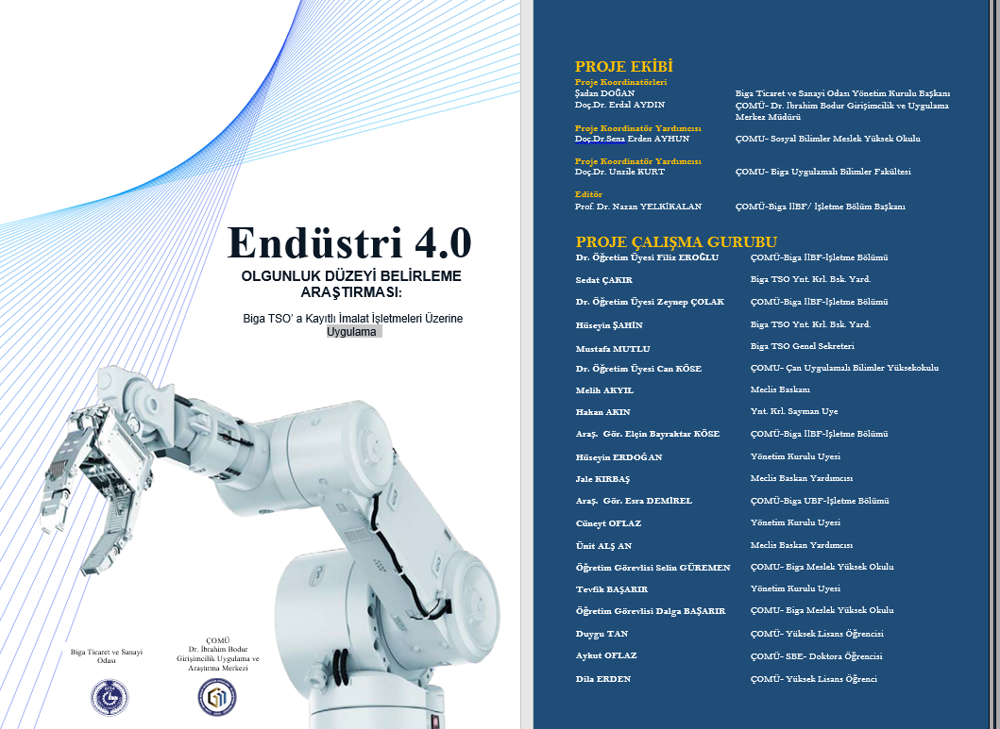 Endüstri 4.0
OLGUNLUK DÜZEYİ BELİRLEME
ARAŞTIRMASI:
Biga TSO' a Kayıtlı İmalat İşletmeleri Üzerine
Uygulama
Biga Ticaret ve Sanayi
Odası
ÇOMÜ
Dr. İbrahim Bodur
Girişimcilik Uygulama ve
Araştırma Merkezi
PROJE EKİBİ
Proje Koordinatörleri
Şadan DOĞAN Biga Ticaret ve Sanayi Odası Yönetim Kurulu Başkanı
Doç.Dr. Erdal AYDIN ÇOMÜ- Dr. İbrahim Bodur Girişimcilik ve Uygulama
Merkez Müdürü
Proje Koordinatör Yardımcısı
Doç.Dr.Sena Erden AYHUN ÇOMU- Sosyal Bilimler Meslek Yüksek Okulu
Proje Koordinatör Yardımcısı
Doç.Dr. Unzile KURT ÇOMU- Biga Uygulamalı Bilimler Fakültesi
Editör
Prof. Dr. Nazan YELKİKALAN ÇOMÜ-Biga İİBF/ İşletme Bölüm Başkanı
PROJE ÇALIŞMA GURUBU
Dr. Öğretim Üyesi Filiz EROĞLU ÇOMÜ-Biga İİBF-İşletme Bölümü
Sedat ÇAKIR Biga TSO Ynt. Krl. Bsk. Yard.
Dr. Öğretim Üyesi Zeynep ÇOLAK ÇOMÜ-Biga İİBF-İşletme Bölümü
Hüseyin ŞAHİN Biga TSO Ynt. Krl. Bsk. Yard.
Mustafa MUTLU Biga TSO Genel Sekreteri
Dr. Öğretim Üyesi Can KÖSE ÇOMU- Çan Uygulamalı Bilimler Yüksekokulu
Melih AKYIL Meclis Baskanı
Hakan AKIN Ynt. Krl. Sayman Uye
Araş. Gör. Elçin Bayraktar KÖSE ÇOMÜ-Biga İİBF-İşletme Bölümü
Hüseyin ERDOĞAN Yönetim Kurulu Uyesi
Jale KIRBAŞ Meclis Baskan Yardımcısı
Araş. Gör. Esra DEMİREL ÇOMÜ-Biga UBF-İşletme Bölümü
Cüneyt OFLAZ Yönetim Kurulu Uyesi
Ünit ALŞ AN Meclis Baskan Yardımcısı
Öğretim Görevlisi Selin GÜREMEN ÇOMU- Biga Meslek Yüksek Okulu
Tevfik BAŞARIR Yönetim Kurulu Uyesi
Öğretim Görevlisi Dalga BAŞARIR ÇOMU- Biga Meslek Yüksek Okulu
Duygu TAN ÇOMÜ- Yüksek Lisans Öğrencisi
Aykut OFLAZ ÇOMÜ- SBE- Doktora Öğrencisi
Dila ERDEN ÇOMÜ- Yüksek Lisans Öğrenci